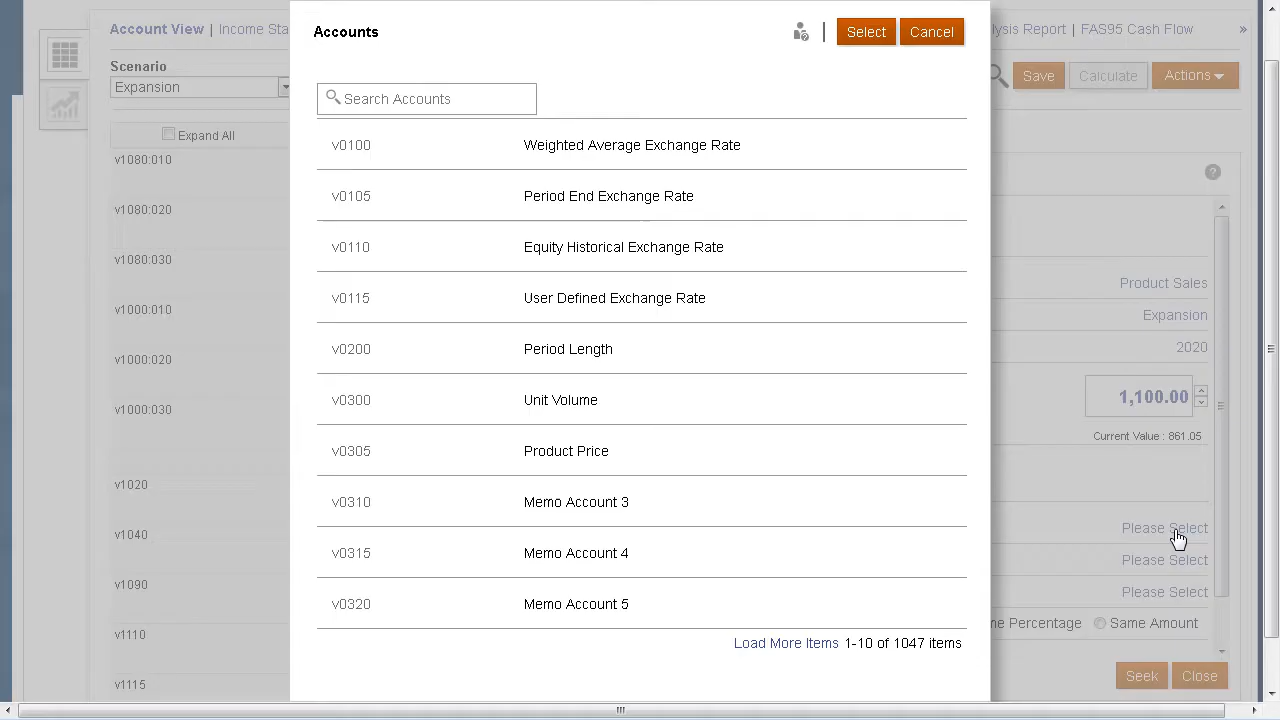 Account View | Income Sta
Accounts
Select
Cancel
lysis Report | FAS95 Cash Flow »
Scenario
Expansion
Save
Calculate
Actions
Search Accounts
Expand All
v1080:010
v1080:020
v1080:030
v1000:010
v1000:020
v1000:030
v1020
v1040
v1090
v1110
v1115
v0100 Weighted Average Exchange Rate
v0105 Period End Exchange Rate
v0110 Equity Historical Exchange Rate
v0115 User Defined Exchange Rate
v0200 Period Length
v0300 Unit Volume
v0305 Product Price
v0310 Memo Account 3
v0315 Memo Account 4
v0320 Memo Account 5
Load More Items 1-10 of 1047 items
Product Sales
Expansion
2020
1,100.00
Current Value : 861.05
Please Select
Please Select
Please Select
ne Percentage Same Amount
Seek
Close